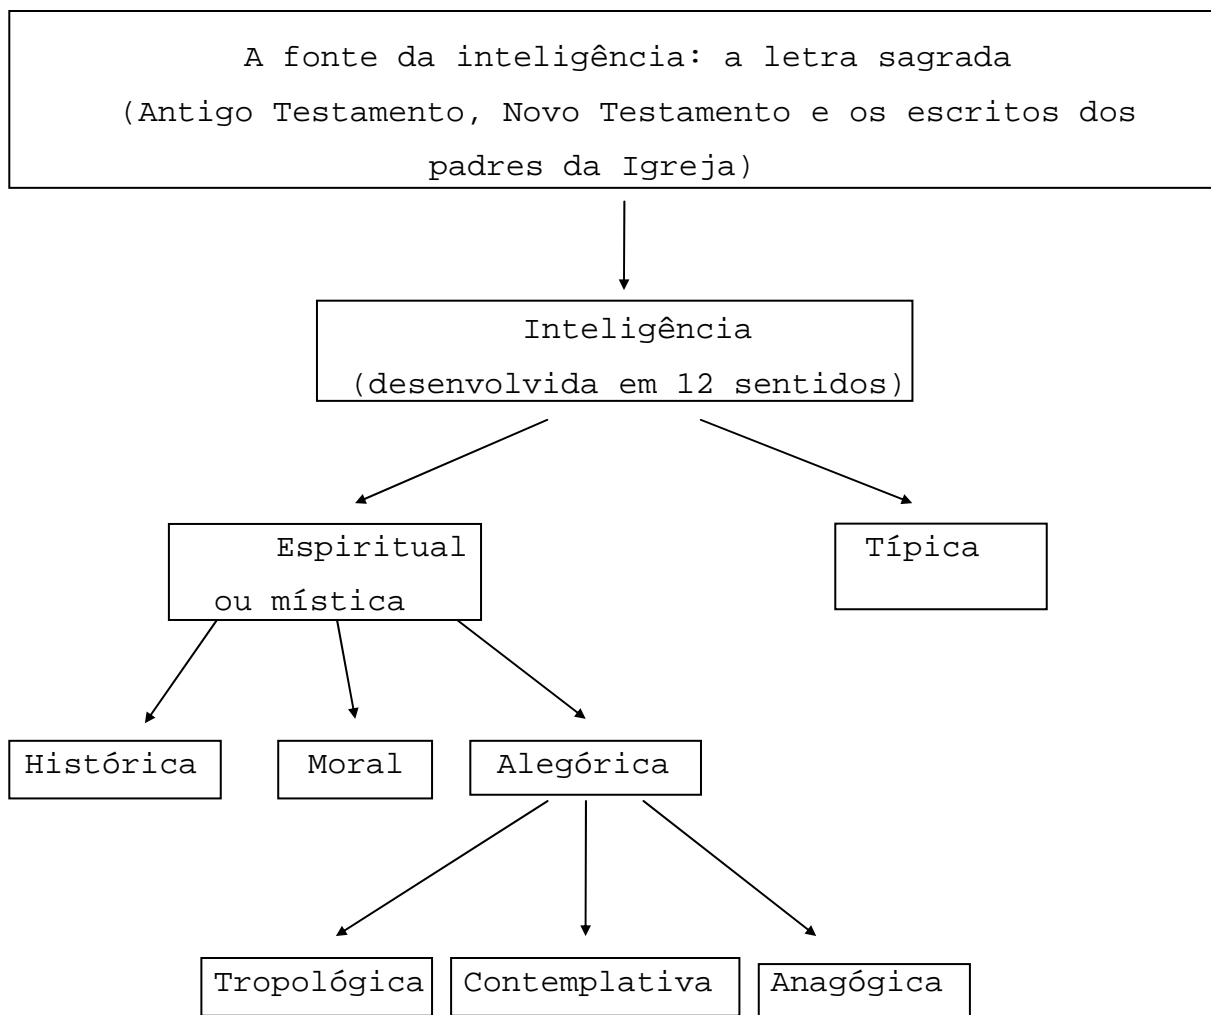 A fonte da inteligência: a letra sagrada
(Antigo Testamento, Novo Testamento e os escritos dos
padres da Igreja)
Inteligência
(desenvolvida em 12 sentidos)
Espiritual
ou mística
Típica
Histórica
Moral
Alegórica
Tropológica
Contemplativa
Anagógica